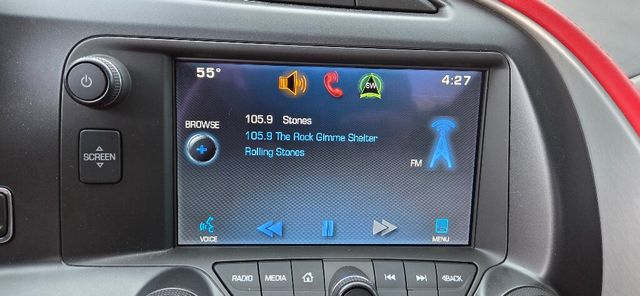 55°
SW
4:27
BROWSE
105.9 Stones
105.9 The Rock Gimme Shelter
Rolling Stones
FM
SCREEN
VOICE
MENU
RADIO
MEDIA
BACK